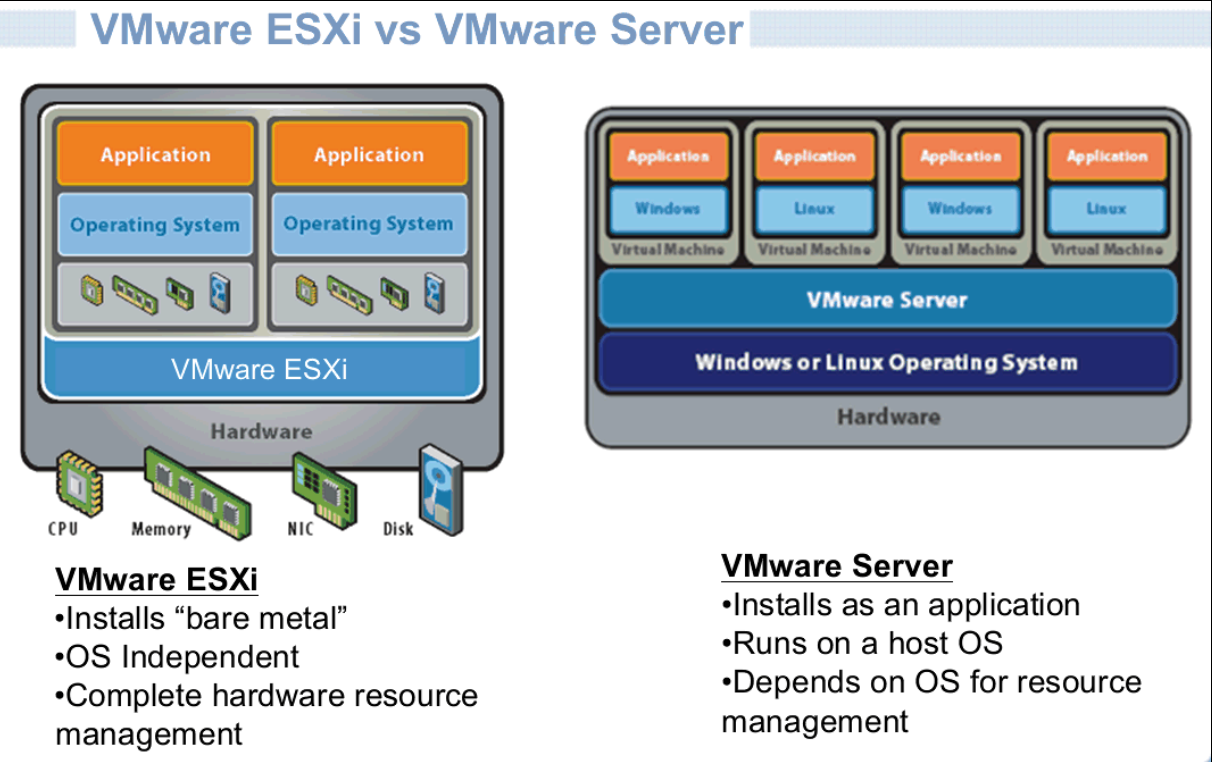 VMware ESXi vs VMware Server
Application
Application
Operating System
Operating System
VMware ESXi
Hardware
CPU
Memory
NIC
Disk
Application
Application
Application
Application
Windows
Linux
Windows
Linux
Virtual Machine
Virtual Machine
Virtual Machine
Virtual Machine
VMware Server
Windows or Linux Operating System
Hardware
VMware ESXi
•Installs “bare metal”
•OS Independent
•Complete hardware resource
management
VMware Server
•Installs as an application
•Runs on a host OS
•Depends on OS for resource
management